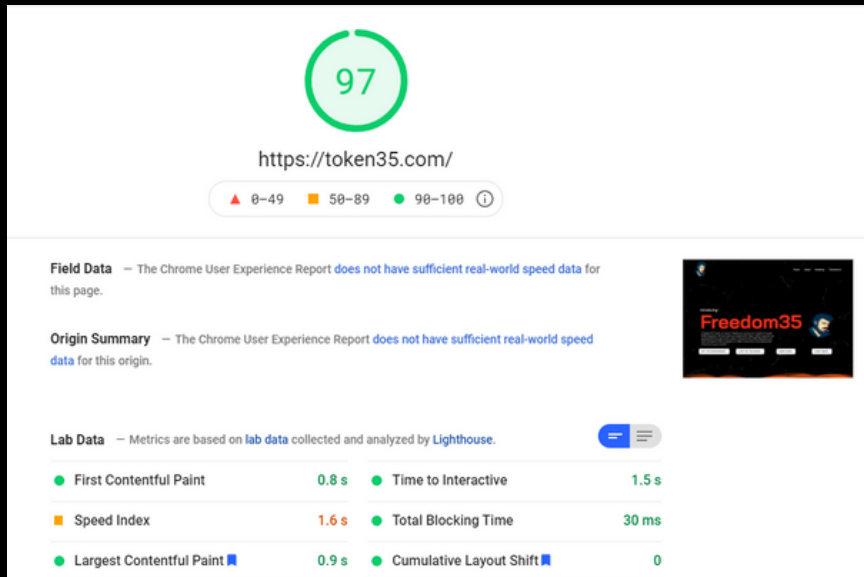 97
https://token35.com/
0–49 50–89 90–100
Field Data — The Chrome User Experience Report does not have sufficient real-world speed data for
this page.
Origin Summary — The Chrome User Experience Report does not have sufficient real-world speed
data for this origin.
Freedom35
Lab Data — Metrics are based on lab data collected and analyzed by Lighthouse.
First Contentful Paint 0.8 s
Time to Interactive 1.5 s
Speed Index 1.6 s
Total Blocking Time 30 ms
Largest Contentful Paint 0.9 s
Cumulative Layout Shift 0